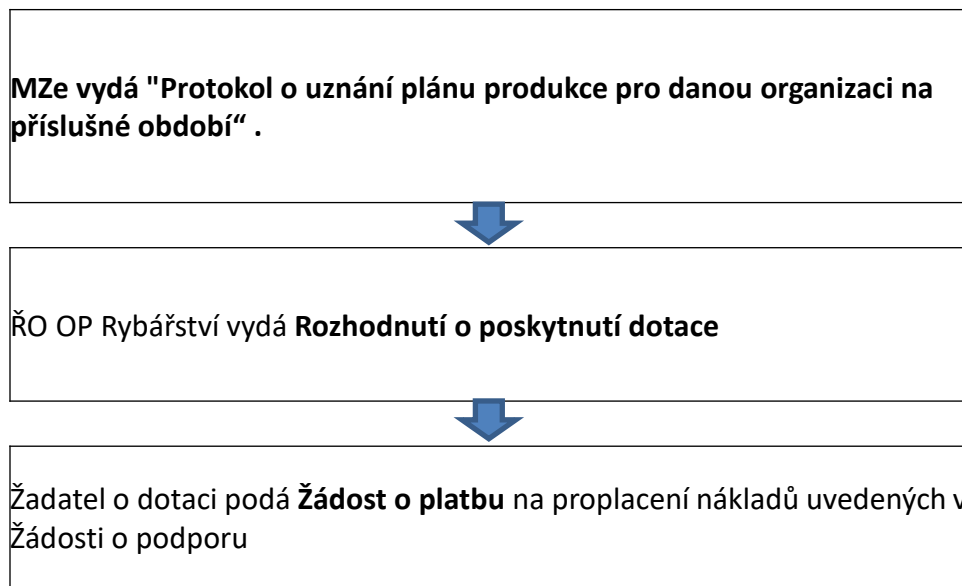 MZe vydá "Protokol o uznání plánu produkce pro danou organizaci na
příslušné období“ .
ŘO OP Rybářství vydá Rozhodnutí o poskytnutí dotace
Žadatel o dotaci podá Žádost o platbu na proplacení nákladů uvedených v
Žádosti o podporu